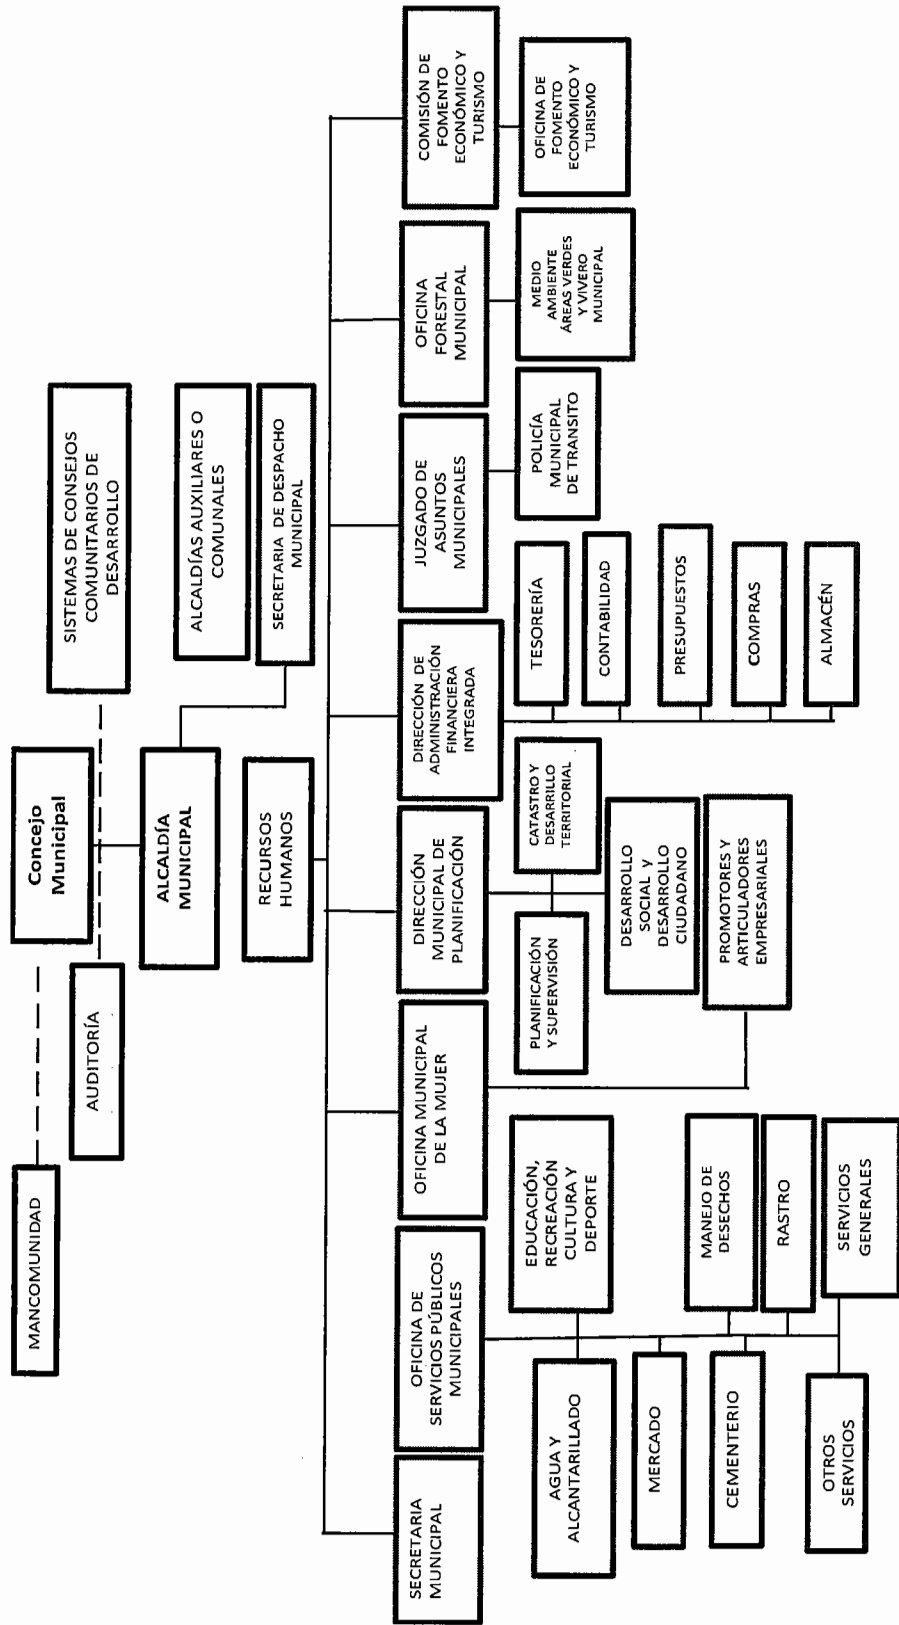 Concejo
Municipal
MANCOMUNIDAD
AUDITORÍA
SISTEMAS DE CONSEJOS
COMUNITARIOS DE
DESARROLLO
ALCALDÍA
MUNICIPAL
ALCALDÍAS AUXILIARES O
COMUNALES
SECRETARIA DE DESPACHO
MUNICIPAL
RECURSOS
HUMANOS
SECRETARIA
MUNICIPAL
OFICINA DE
SERVICIOS PÚBLICOS
MUNICIPALES
OFICINA MUNICIPAL
DE LA MUJER
DIRECCIÓN
MUNICIPAL DE
PLANIFICACIÓN
DIRECCIÓN DE
ADMINISTRACIÓN
FINANCIERA
INTEGRADA
JUZGADO DE
ASUNTOS
MUNICIPALES
OFICINA
FORESTAL
MUNICIPAL
COMISIÓN DE
FOMENTO
ECONÓMICO Y
TURISMO
AGUA Y
ALCANTARILLADO
EDUCACIÓN,
RECREACIÓN
CULTURA Y
DEPORTE
MERCADO
CEMENTERIO
MANEJO DE
DESECHOS
RASTRO
OTROS
SERVICIOS
SERVICIOS
GENERALES
PLANIFICACIÓN
Y SUPERVISIÓN
CATASTRO Y
DESARRILLO
TERRITORIAL
DESARROLLO
SOCIAL y
DESARROLLO
CIUDADANO
PROMOTORES Y
ARTICULADORES
EMPRESARIALES
TESORERÍA
CONTABILIDAD
PRESUPUESTOS
COMPRAS
ALMACÉN
POLICÍA
MUNICIPAL
DE TRANSITO
MEDIO
AMBIENTE
ÁREAS VERDES
Y VIVERO
MUNICIPAL
OFICINA DE
FOMENTO
ECONÓMICO Y
TURISMO